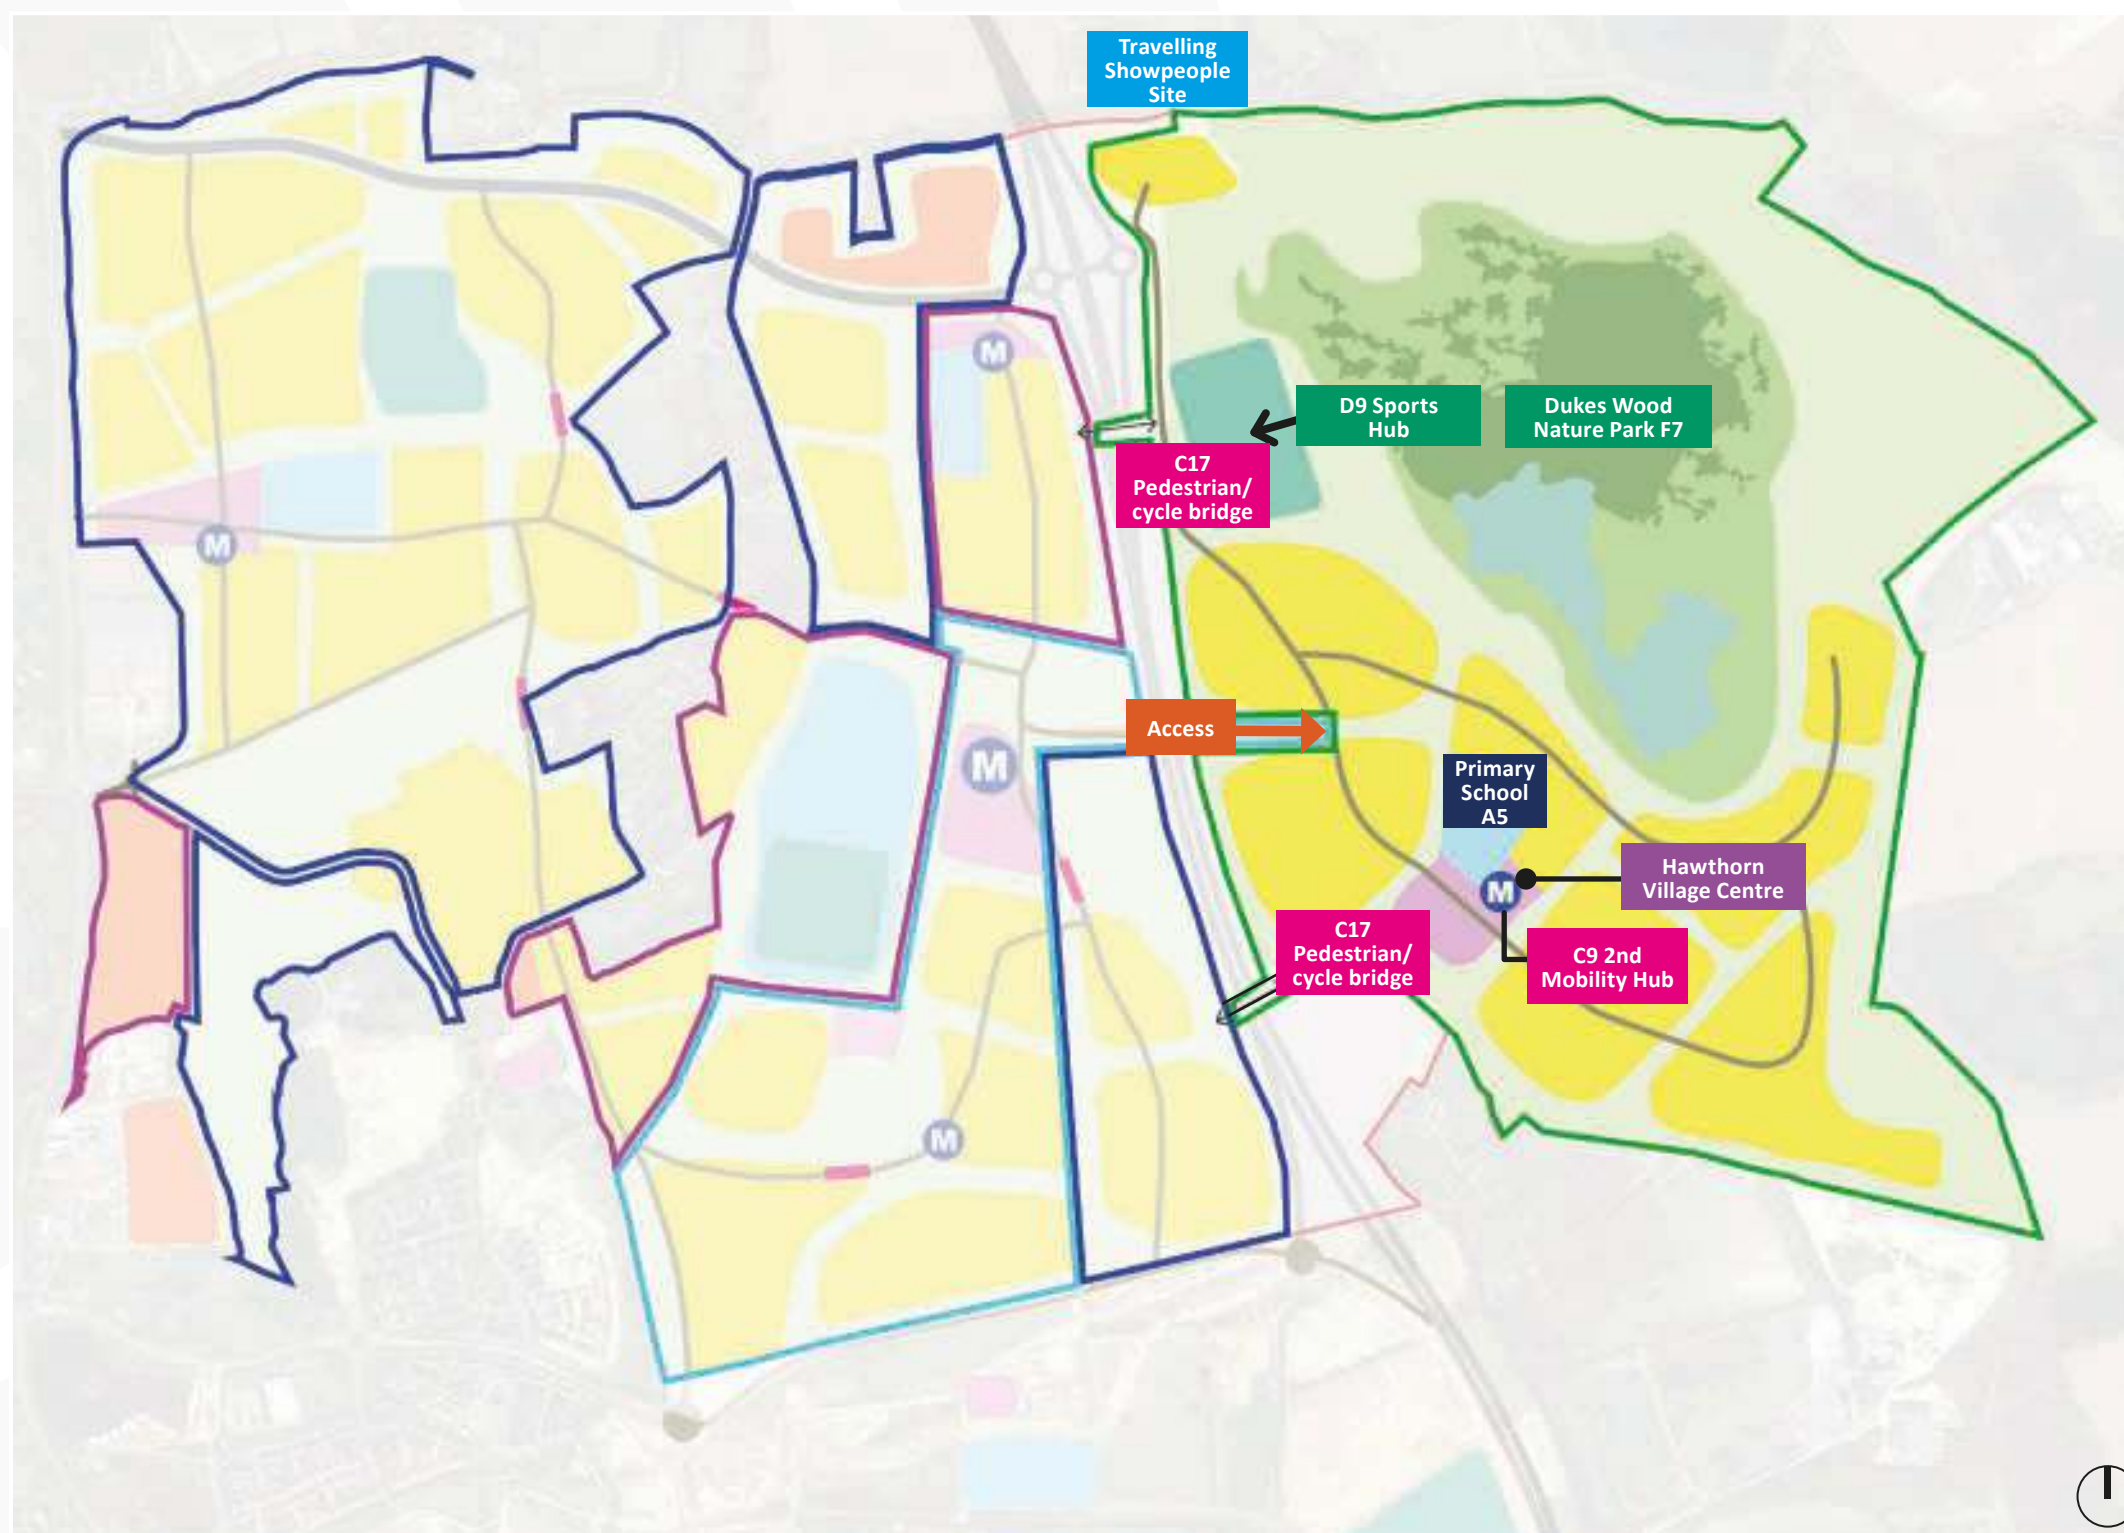 Travelling
Showpeople
Site
M
D9 Sports
Hub
Dukes Wood
Nature Park F7
C17
Pedestrian/
cycle bridge
M
Access
M
Primary
School
A5
Hawthorn
Village Centre
M
C17
Pedestrian/
cycle bridge
C9 2nd
Mobility Hub
M